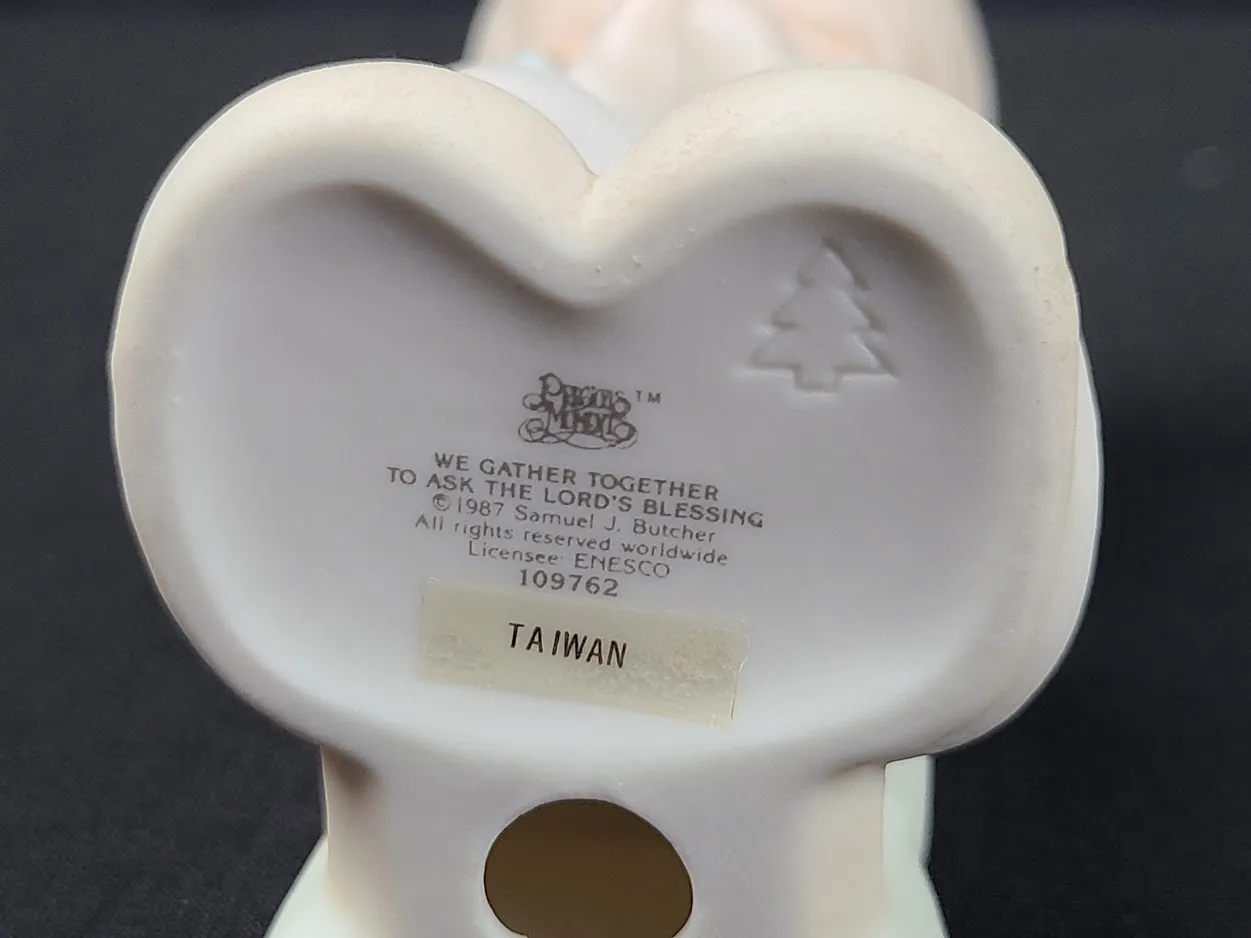 Precious
Moments™
WE GATHER TOGETHER
TO ASK THE LORD'S BLESSING
©1987 Samuel J. Butcher
All rights reserved worldwide
Licensee: ENESCO
109762
TAIWAN